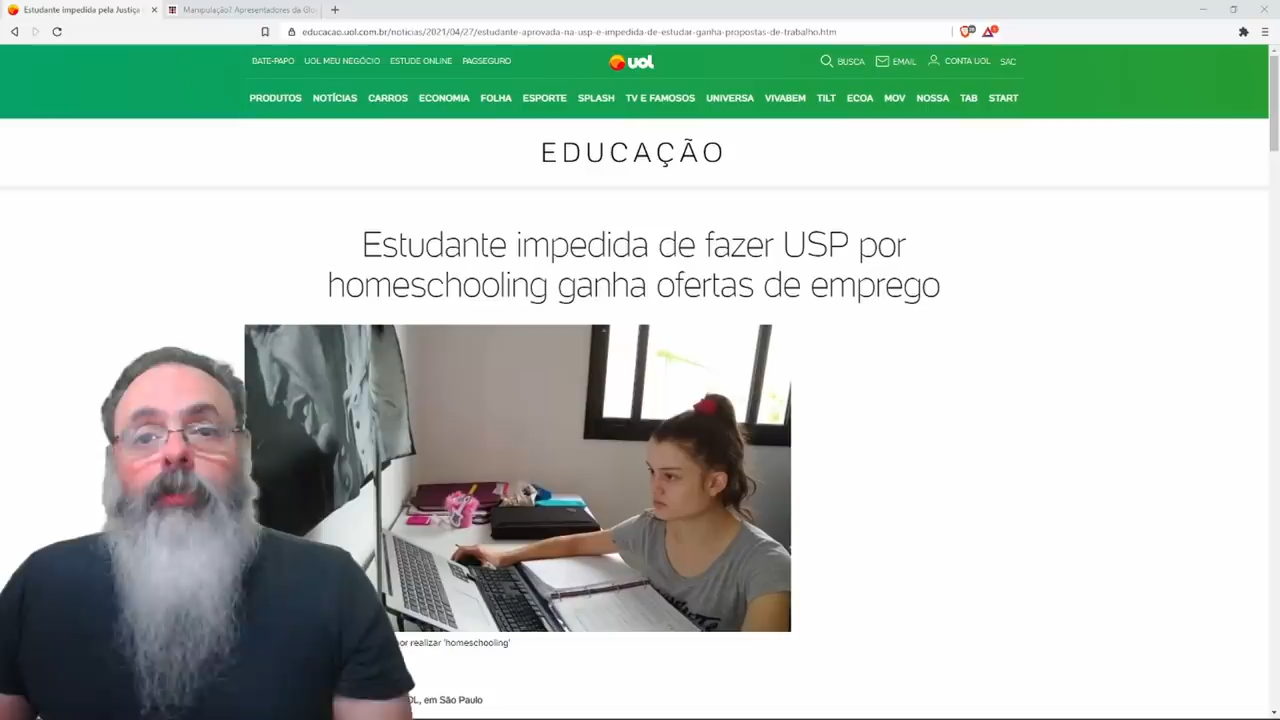 Estudante impedida pela Justiça
Manipulação? Apresentadores da Glo
educacao.uol.com.br/noticias/2021/04/27/estudante-aprovada-na-usp-e-impedida-de-estudar-ganha-propostas-de-trabalho.htm
BATE-PAPO UOL MEU NEGÓCIO ESTUDE ONLINE PAGSEGURO
UOL
BUSCA EMAIL CONTA UOL SAC
PRODUTOS NOTÍCIAS CARROS ECONOMIA FOLHA ESPORTE SPLASH TV E FAMOSOS UNIVERSA VIVABEM TILT ECOA MOV NOSSA TAB START
EDUCAÇÃO
Estudante impedida de fazer USP por
homeschooling ganha ofertas de emprego
por realizar 'homeschooling'
OL, em São Paulo